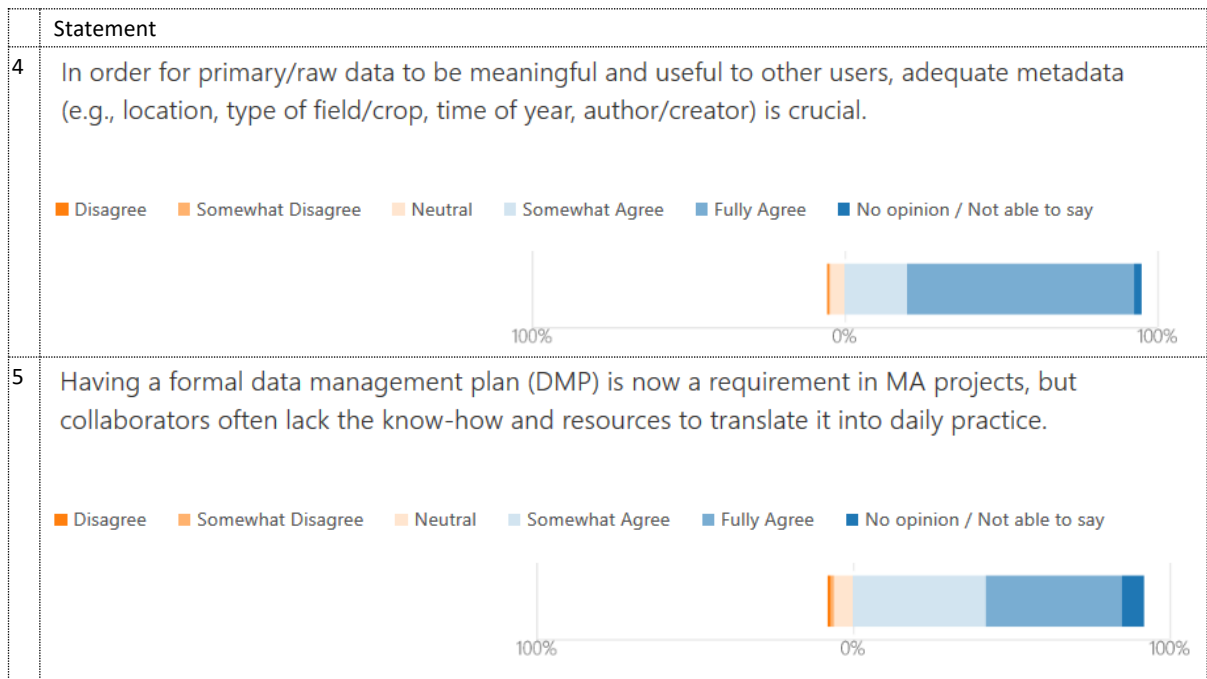 Statement
4
In order for primary/raw data to be meaningful and useful to other users, adequate metadata
(e.g., location, type of field/crop, time of year, author/creator) is crucial.
Disagree Somewhat Disagree Neutral Somewhat Agree Fully Agree No opinion / Not able to say
100% 0% 100%
5
Having a formal data management plan (DMP) is now a requirement in MA projects, but
collaborators often lack the know-how and resources to translate it into daily practice.
Disagree Somewhat Disagree Neutral Somewhat Agree Fully Agree No opinion / Not able to say
100% 0% 100%